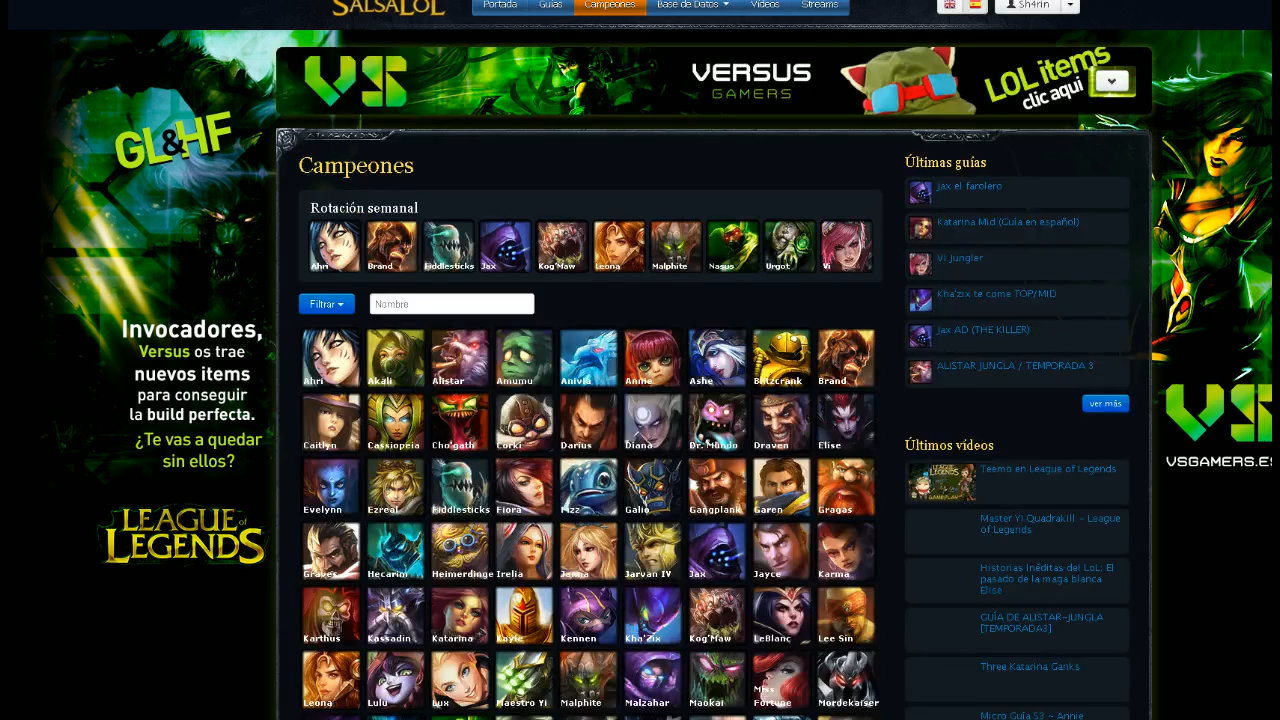 SALSALOL
Portada
Guías
Campeones
Base de Datos
Vídeos
Streams
Sh4rin
GL&HF
Invocadores,
Versus os trae
nuevos items
para conseguir
la build perfecta.
¿Te vas a quedar
sin ellos?
LEAGUE of
LEGENDS
VS
VERSUS
GAMERS
LOL items
clic aqui
Campeones
Rotación semanal
Ahri
Brand
Fiddlesticks
Jax
Kog'Maw
Leona
Malphite
Nasus
Urgot
Vi
Filtrar
Nombre
Ahri
Akali
Alistar
Amumu
Anivia
Annie
Ashe
Blitzcrank
Brand
Caitlyn
Cassiopeia
Cho'gath
Corki
Darius
Diana
Dr. Mundo
Draven
Elise
Evelynn
Ezreal
Fiddlesticks
Fiora
Fizz
Galio
Gangplank
Garen
Gragas
Graves
Hecarim
Heimerdinger
Irelia
Janna
Jarvan IV
Jax
Jayce
Karma
Karthus
Kassadin
Katarina
Kayle
Kennen
Kha'Zix
Kog'Maw
LeBlanc
Lee Sin
Leona
Lulu
Lux
Maestro Yi
Malphite
Malzahar
Maokai
Miss
Fortune
Mordekaiser
Últimas guías
Jax el farolero
Katarina Mid (Guía en español)
Vi Jungler
Kha'zix te come TOP/MID
Jax AD (THE KILLER)
ALISTAR JUNGLA / TEMPORADA 3
ver más
Últimos vídeos
Teemo en League of Legends
Master Yi Quadrakill - League
of Legends
Historias Inéditas del LoL: El
pasado de la maga blanca
Elise
GUÍA DE ALISTAR-JUNGLA
[TEMPORADA3]
Three Katarina Ganks
Micro Guía S3 - Annie
VS
VSGAMERS.ES